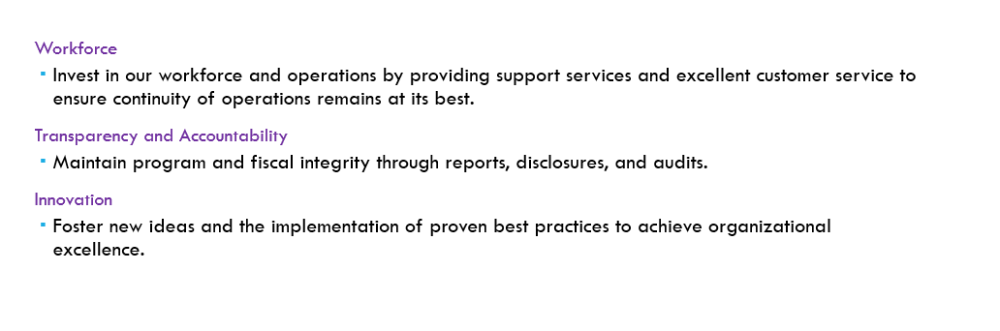 Workforce
▪ Invest in our workforce and operations by providing support services and excellent customer service to
ensure continuity of operations remains at its best.
Transparency and Accountability
▪ Maintain program and fiscal integrity through reports, disclosures, and audits.
Innovation
▪ Foster new ideas and the implementation of proven best practices to achieve organizational
excellence.